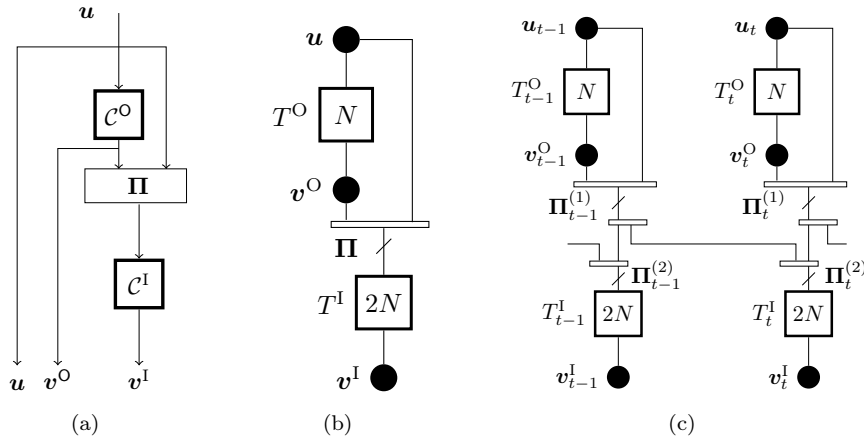 u
C^O
Π
C^I
u v^O v^I
(a)
u
T^O N
v^O
Π
T^I 2N
v^I
(b)
u_{t−1} u_t
T^O_{t−1} N T^O_t N
v^O_{t−1} v^O_t
Π^{(1)}_{t−1} Π^{(1)}_t
Π^{(2)}_{t−1} Π^{(2)}_t
T^I_{t−1} 2N T^I_t 2N
v^I_{t−1} v^I_t
(c)